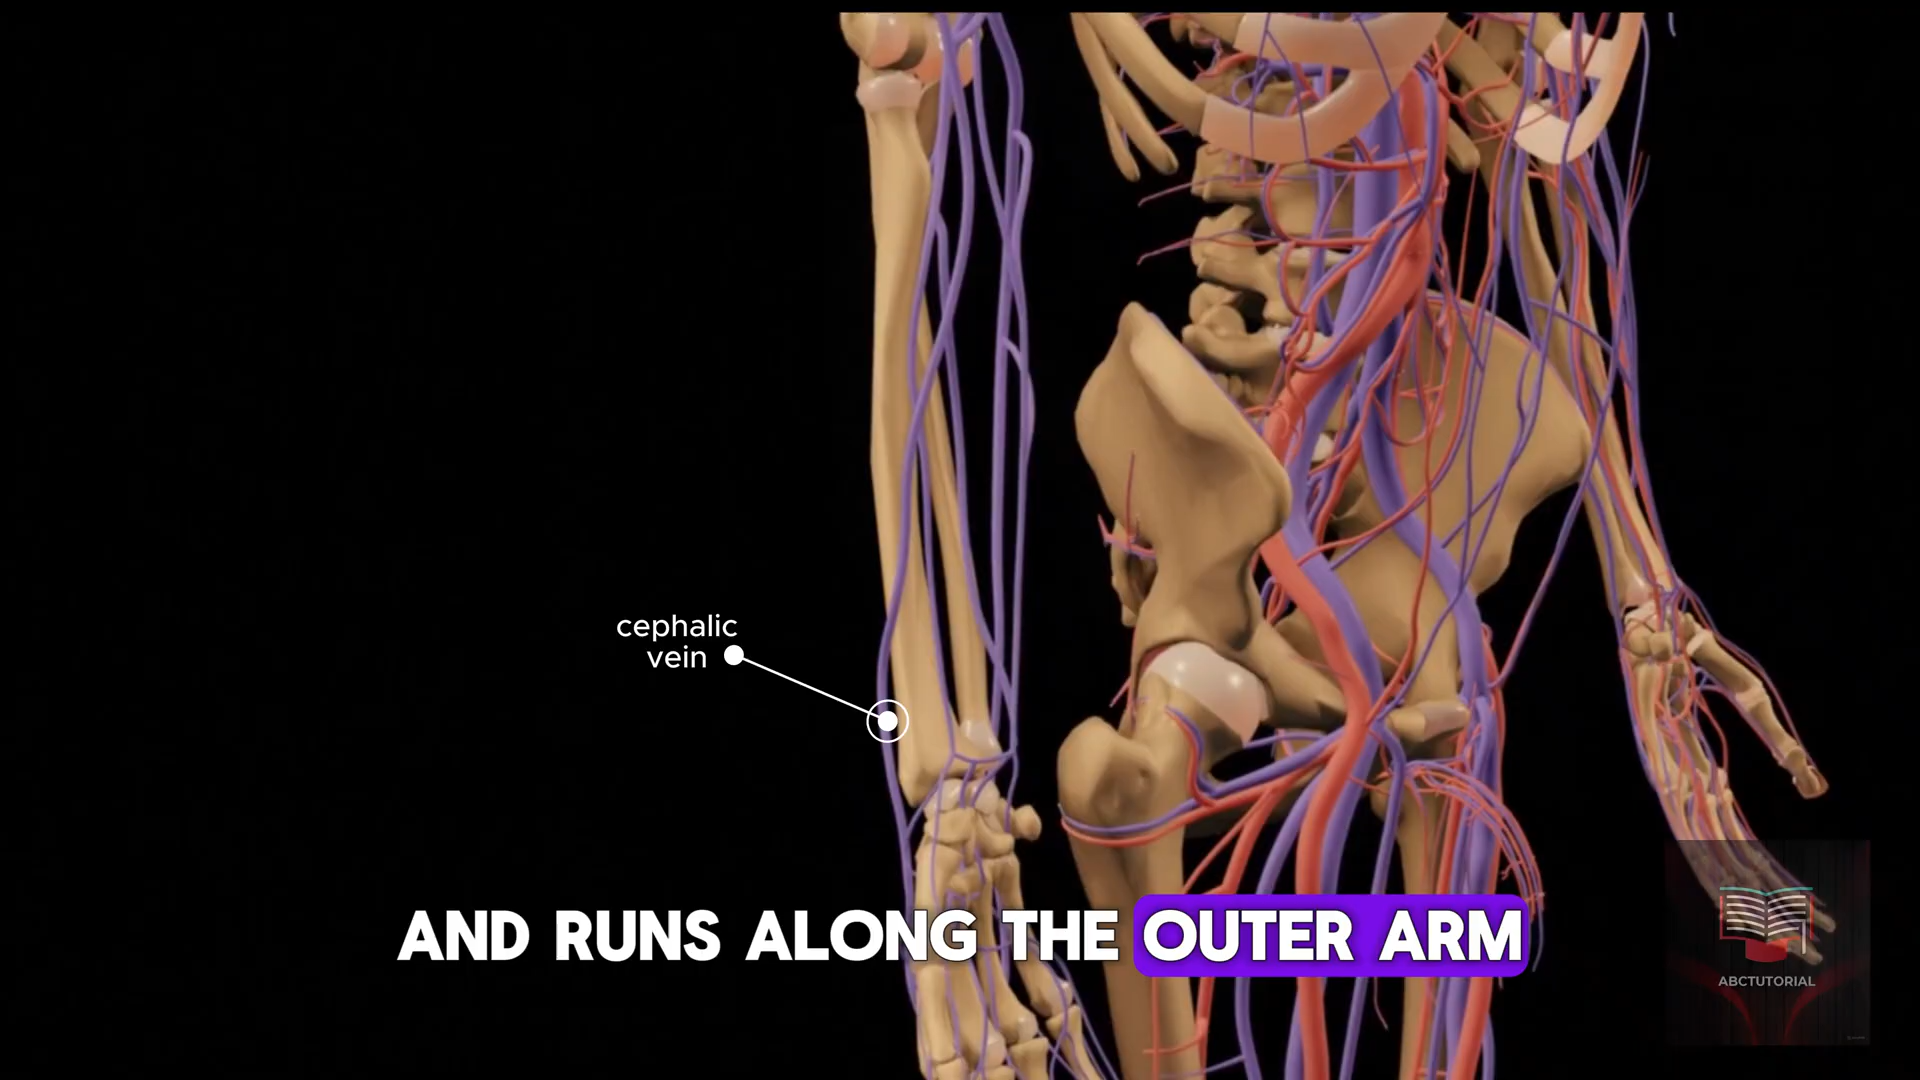 cephalic
vein
AND RUNS ALONG THE OUTER ARM
ABCTUTORIAL